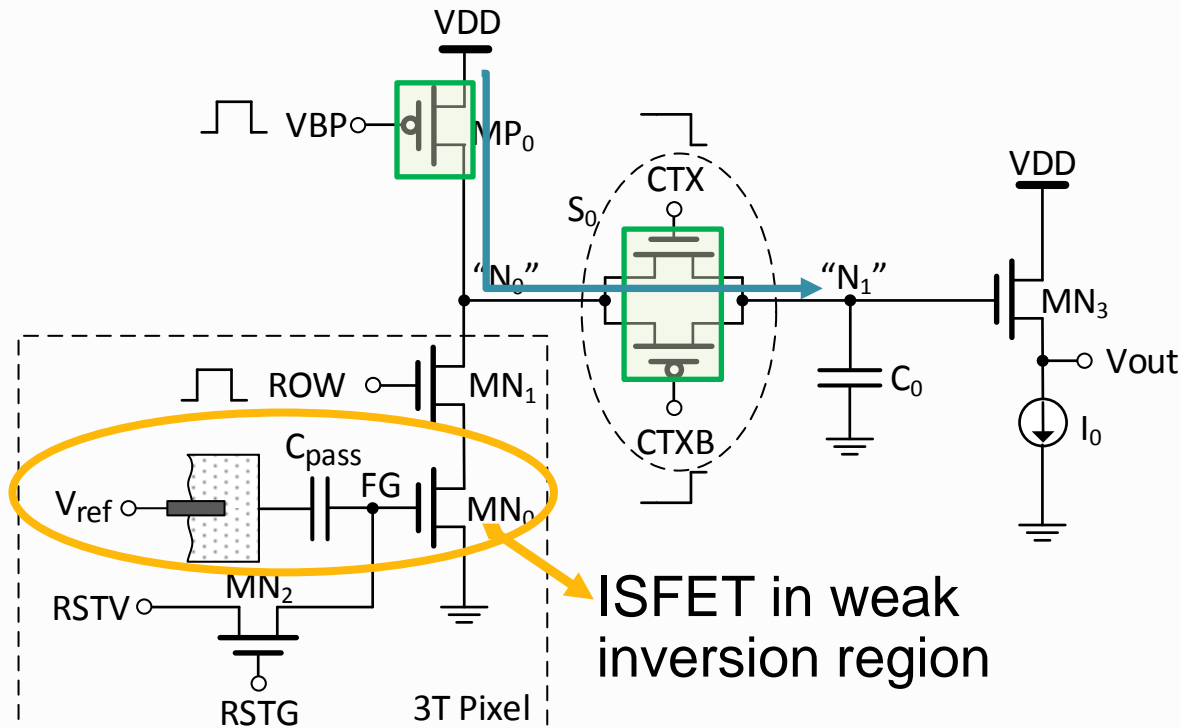 VDD
VBP
MP0
CTX
VDD
S0
"N0"
"N1"
MN3
ROW
MN1
C0
Vout
CTXB
I0
Cpass
FG
Vref
MN0
MN2
RSTV
ISFET in weak
inversion region
RSTG
3T Pixel